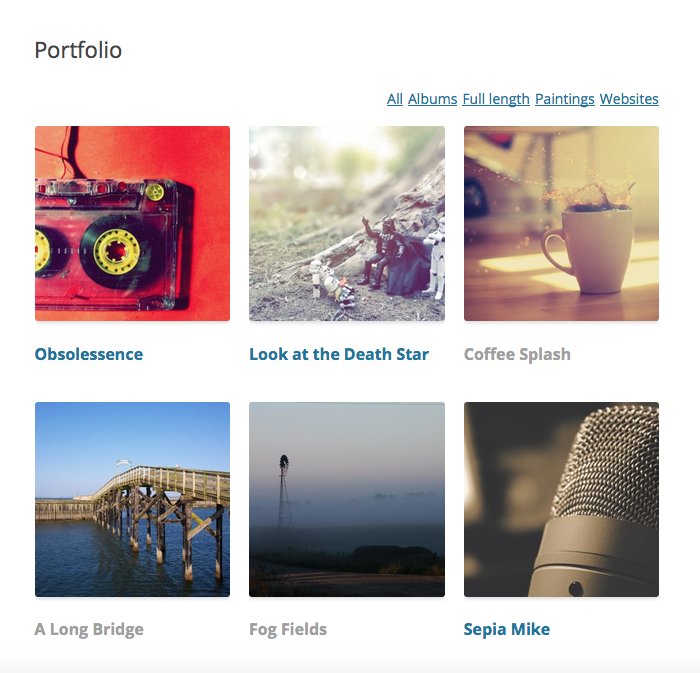 Portfolio
All Albums Full length Paintings Websites
Obsolessence
Look at the Death Star
Coffee Splash
A Long Bridge
Fog Fields
Sepia Mike